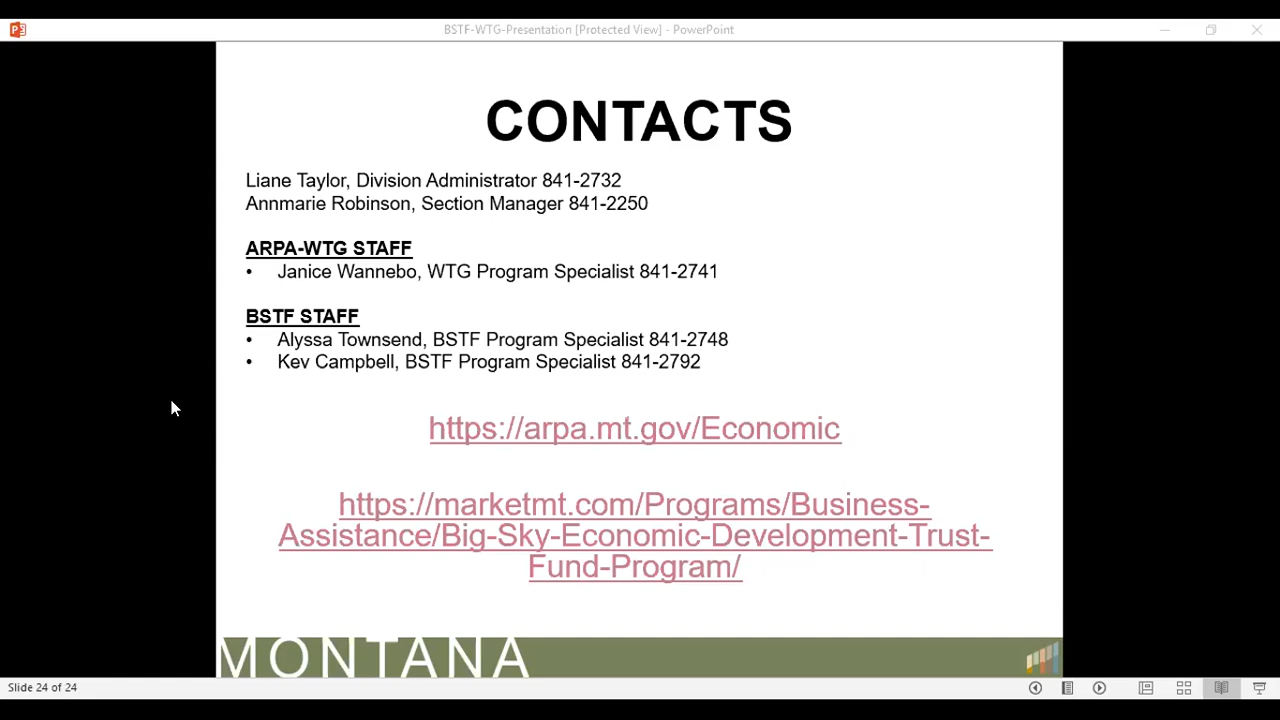 BSTF-WTG-Presentation [Protected View] - PowerPoint
CONTACTS
Liane Taylor, Division Administrator 841-2732
Annmarie Robinson, Section Manager 841-2250
ARPA-WTG STAFF
• Janice Wannebo, WTG Program Specialist 841-2741
BSTF STAFF
• Alyssa Townsend, BSTF Program Specialist 841-2748
• Kev Campbell, BSTF Program Specialist 841-2792
https://arpa.mt.gov/Economic
https://marketmt.com/Programs/Business-
Assistance/Big-Sky-Economic-Development-Trust-
Fund-Program/
MONTANA
Slide 24 of 24